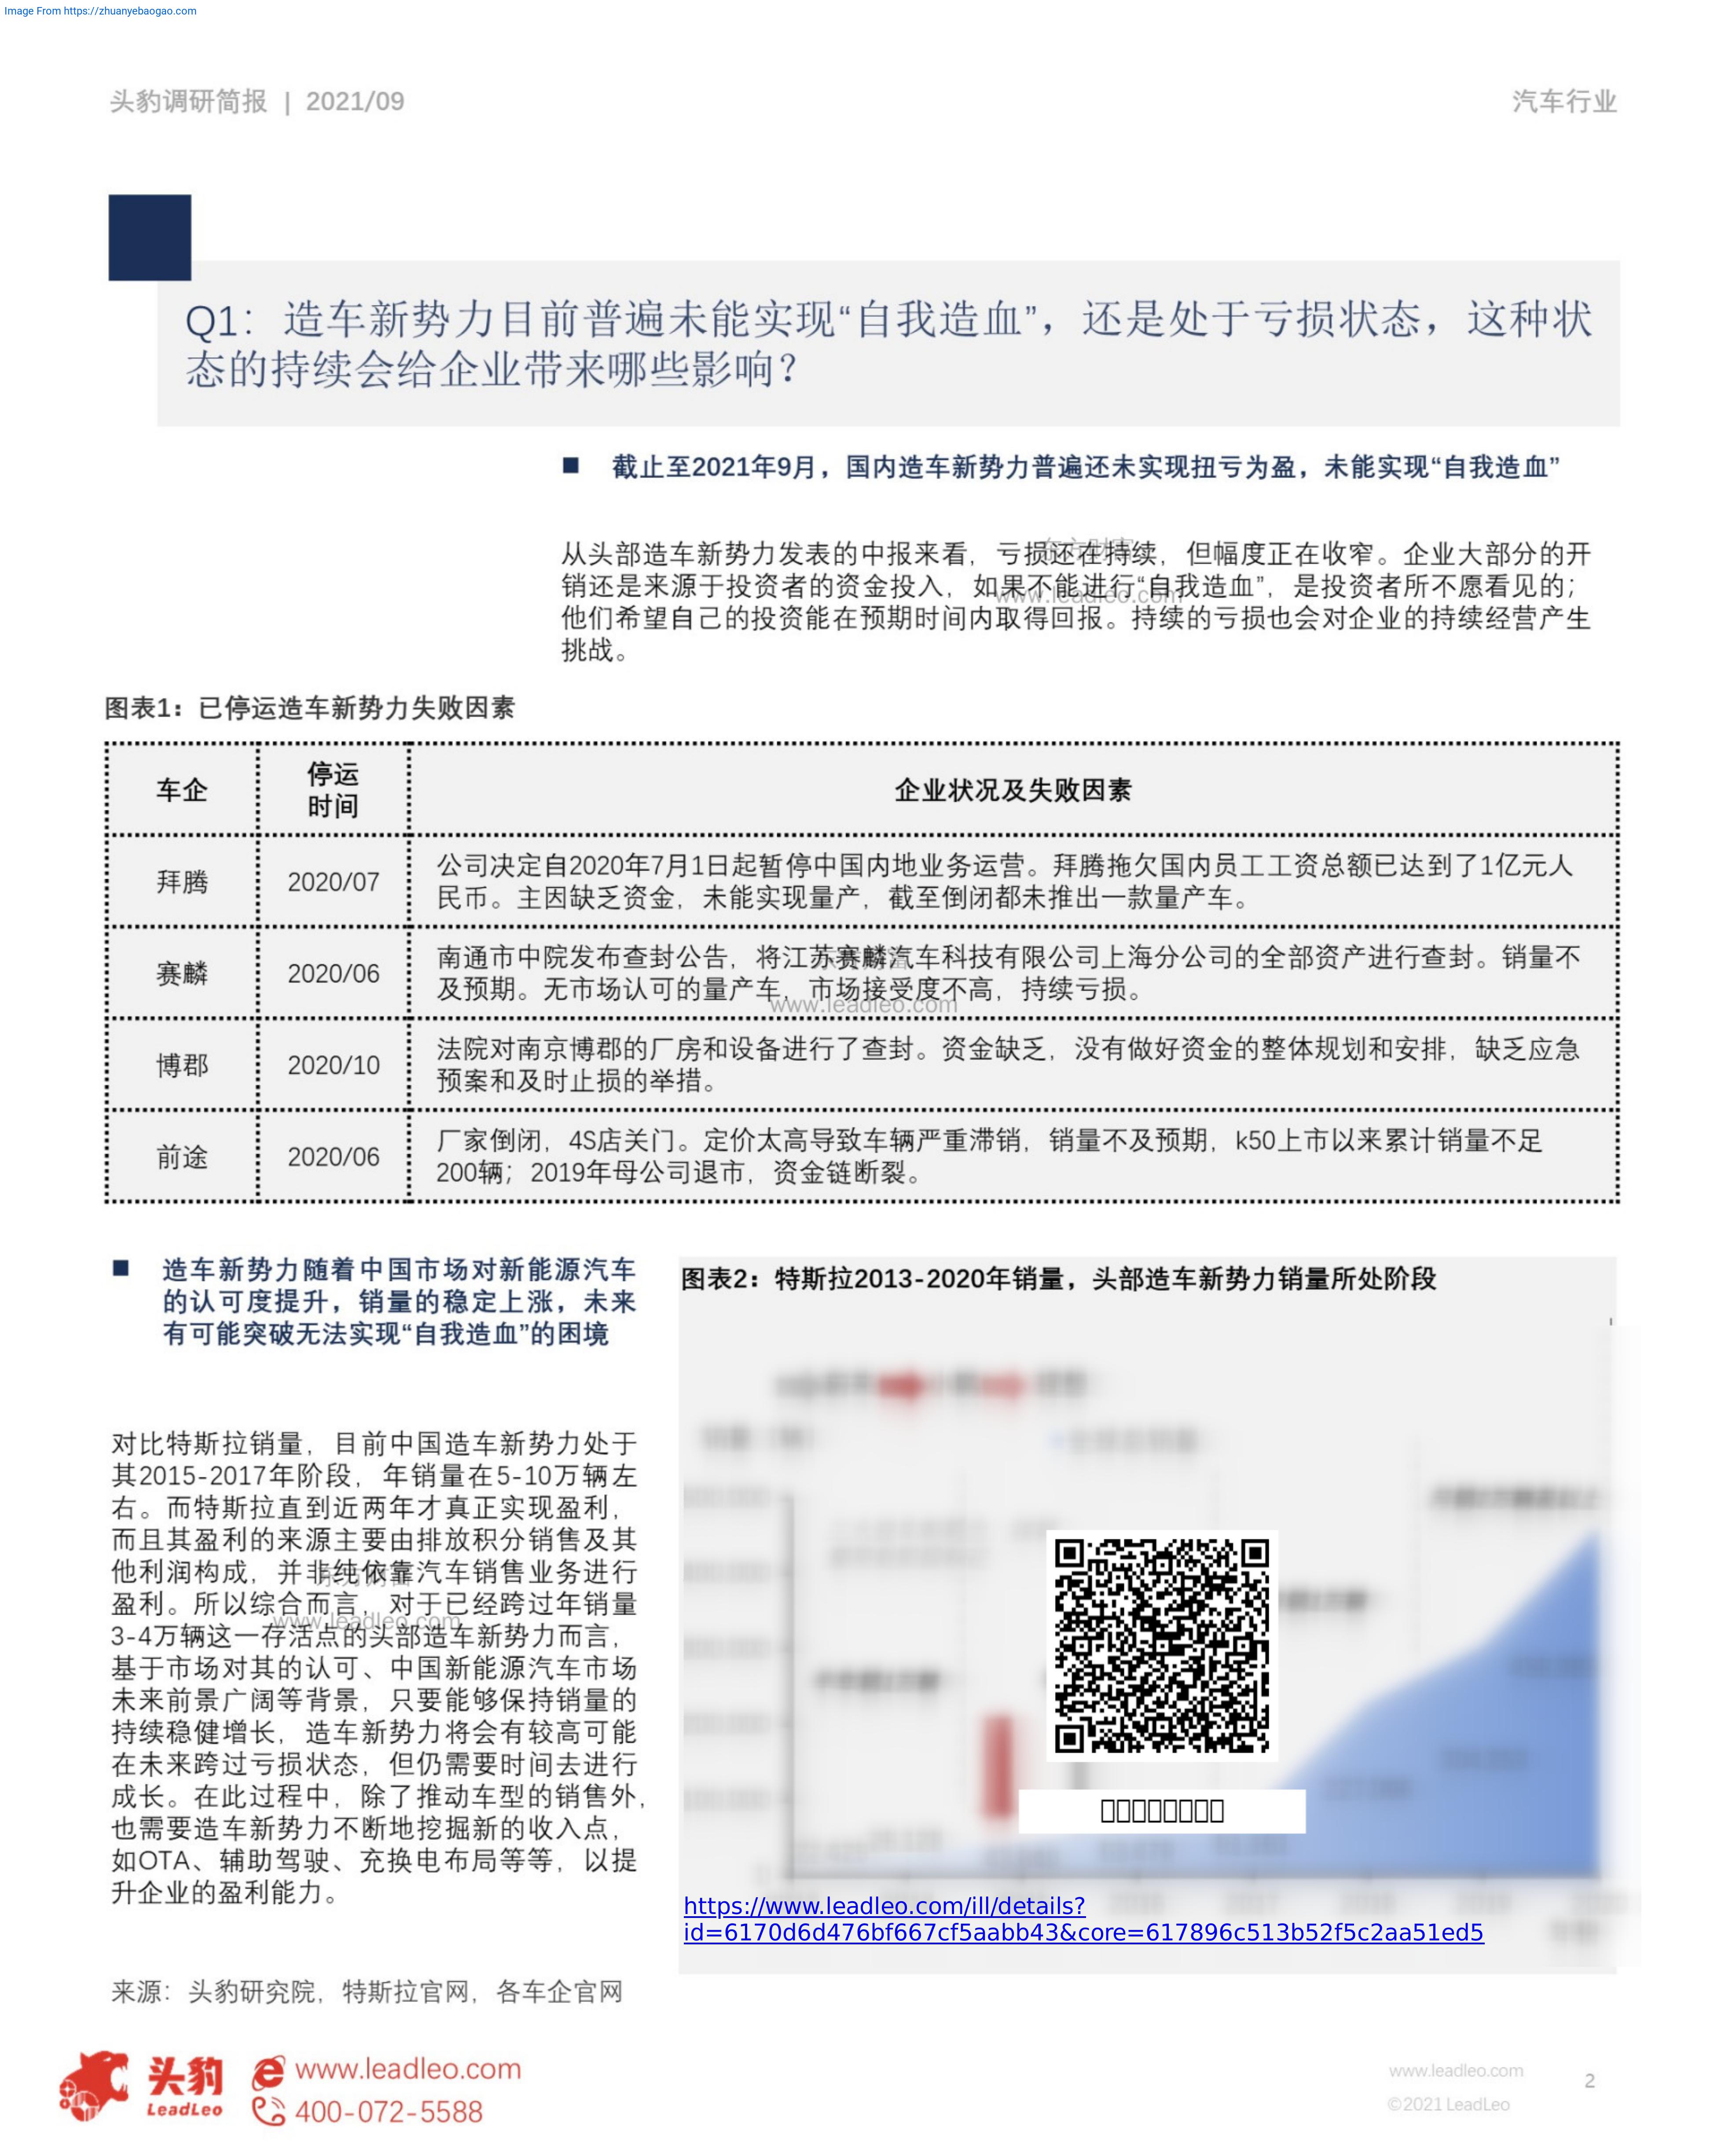 Image From https://zhuanyebaogao.com
头豹调研简报 | 2021/09
汽车行业
Q1：造车新势力目前普遍未能实现“自我造血”，还是处于亏损状态，这种状
态的持续会给企业带来哪些影响？
■ 截止至2021年9月，国内造车新势力普遍还未实现扭亏为盈，未能实现“自我造血”
从头部造车新势力发表的中报来看，亏损还在持续，但幅度正在收窄。企业大部分的开
销还是来源于投资者的资金投入，如果不能进行“自我造血”，是投资者所不愿看见的；
他们希望自己的投资能在预期时间内取得回报。持续的亏损也会对企业的持续经营产生
挑战。
东方财富
www.leadleo.com
图表1：已停运造车新势力失败因素
车企
停运
时间
企业状况及失败因素
拜腾
2020/07
公司决定自2020年7月1日起暂停中国内地业务运营。拜腾拖欠国内员工工资总额已达到了1亿元人
民币。主因缺乏资金，未能实现量产，截至倒闭都未推出一款量产车。
赛麟
2020/06
南通市中院发布查封公告，将江苏赛麟汽车科技有限公司上海分公司的全部资产进行查封。销量不
及预期。无市场认可的量产车，市场接受度不高，持续亏损。
东方财富
www.leadleo.com
博郡
2020/10
法院对南京博郡的厂房和设备进行了查封。资金缺乏，没有做好资金的整体规划和安排，缺乏应急
预案和及时止损的举措。
前途
2020/06
厂家倒闭，4S店关门。定价太高导致车辆严重滞销，销量不及预期，k50上市以来累计销量不足
200辆；2019年母公司退市，资金链断裂。
■ 造车新势力随着中国市场对新能源汽车
的认可度提升，销量的稳定上涨，未来
有可能突破无法实现“自我造血”的困境
对比特斯拉销量，目前中国造车新势力处于
其2015-2017年阶段，年销量在5-10万辆左
右。而特斯拉直到近两年才真正实现盈利，
而且其盈利的来源主要由排放积分销售及其
他利润构成，并非纯依靠汽车销售业务进行
盈利。所以综合而言，对于已经跨过年销量
3-4万辆这一存活点的头部造车新势力而言，
基于市场对其的认可、中国新能源汽车市场
未来前景广阔等背景，只要能够保持销量的
持续稳健增长，造车新势力将会有较高可能
在未来跨过亏损状态，但仍需要时间去进行
成长。在此过程中，除了推动车型的销售外，
也需要造车新势力不断地挖掘新的收入点，
如OTA、辅助驾驶、充换电布局等等，以提
升企业的盈利能力。
东方财富
www.leadleo.com
图表2：特斯拉2013-2020年销量，头部造车新势力销量所处阶段
https://www.leadleo.com/ill/details?
id=6170d6d476bf667cf5aabb43&core=617896c513b52f5c2aa51ed5
来源：头豹研究院，特斯拉官网，各车企官网
头豹
LeadLeo
www.leadleo.com
400-072-5588
www.leadleo.com
©2021 LeadLeo
2